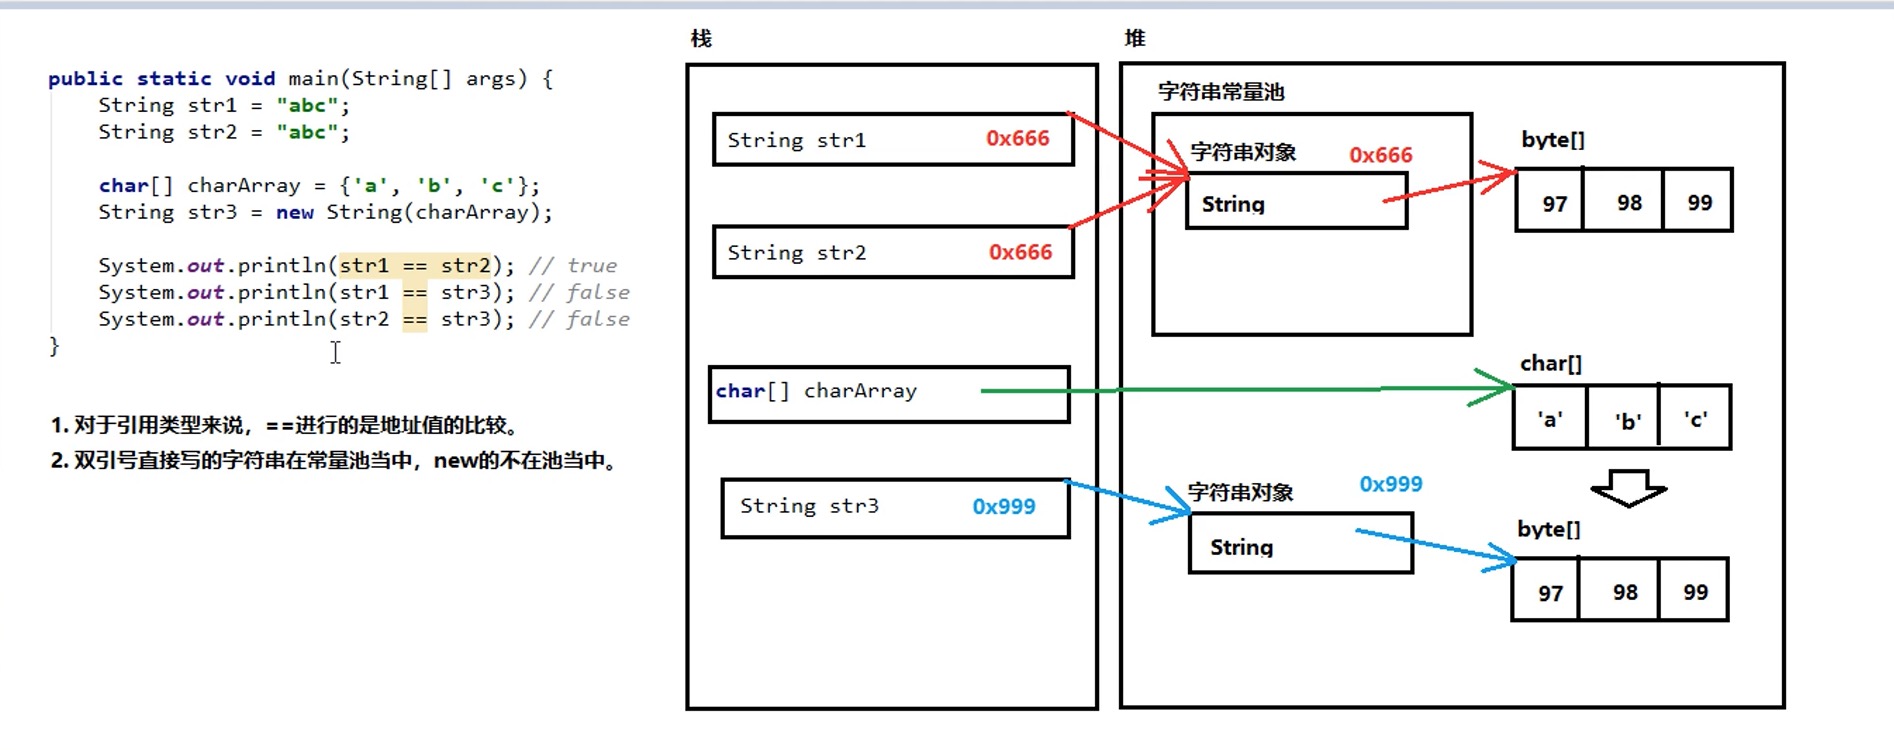 public static void main(String[] args) {
String str1 = "abc";
String str2 = "abc";
char[] charArray = {'a', 'b', 'c'};
String str3 = new String(charArray);
System.out.println(str1 == str2); // true
System.out.println(str1 == str3); // false
System.out.println(str2 == str3); // false
}
1. 对于引用类型来说，==进行的是地址值的比较。
2. 双引号直接写的字符串在常量池当中，new的不在池当中。
栈
String str1 0x666
String str2 0x666
char[] charArray
String str3 0x999
堆
字符串常量池
字符串对象 0x666
String
byte[]
97 98 99
char[]
'a' 'b' 'c'
字符串对象 0x999
String
byte[]
97 98 99